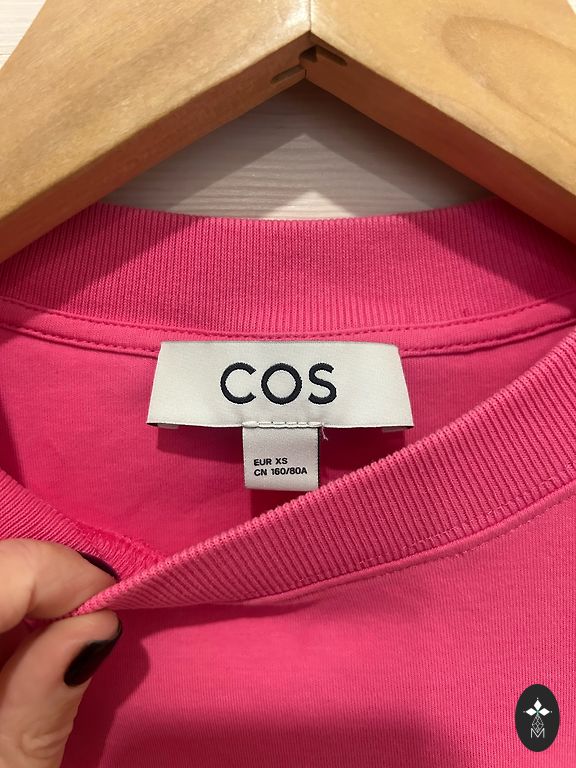 COS
EUR XS
CN 160/80A
M